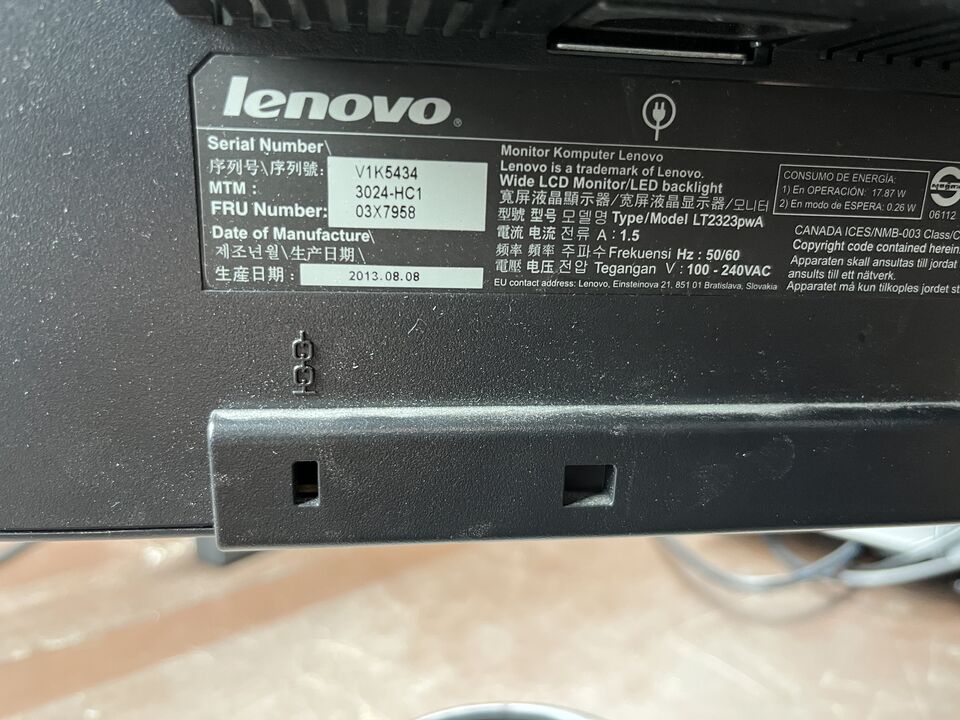 lenovo®
Serial Number\
序列号\序列號: V1K5434
MTM : 3024-HC1
FRU Number: 03X7958
Date of Manufacture\
제조년월\生产日期\
生産日期 : 2013.08.08
Monitor Komputer Lenovo
Lenovo is a trademark of Lenovo.
Wide LCD Monitor/LED backlight
寬屏液晶顯示器/宽屏液晶显示器/모니터
型號 型号 모델명 Type/Model LT2323pwA
電流 电流 전류 A : 1.5
頻率 频率 주파수 Frekuensi Hz : 50/60
電壓 电压 전압 Tegangan V : 100 - 240VAC
EU contact address: Lenovo, Einsteinova 21, 851 01 Bratislava, Slovakia
CONSUMO DE ENERGÍA:
1) En OPERACIÓN: 17.87 W
2) En modo de ESPERA: 0.26 W
06112
CANADA ICES/NMB-003 Class/C
Copyright code contained herein
Apparaten skall ansultas till jordat
ansults till ett nätverk.
Apparatet må kun tilkoples jordet st